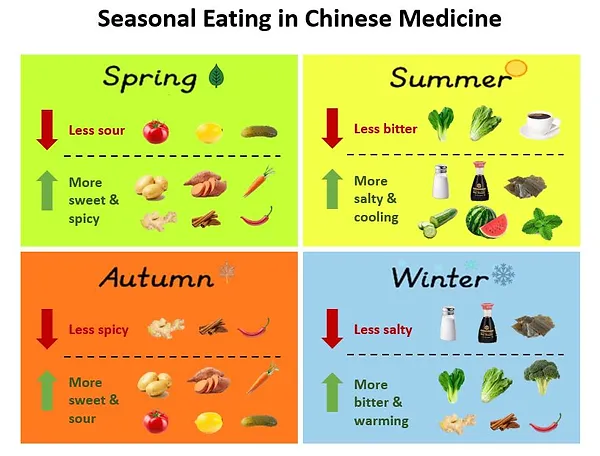 Seasonal Eating in Chinese Medicine
Spring
Less sour
More
sweet &
spicy
Summer
Less bitter
More
salty &
cooling
Autumn
Less spicy
More
sweet &
sour
Winter
Less salty
More
bitter &
warming